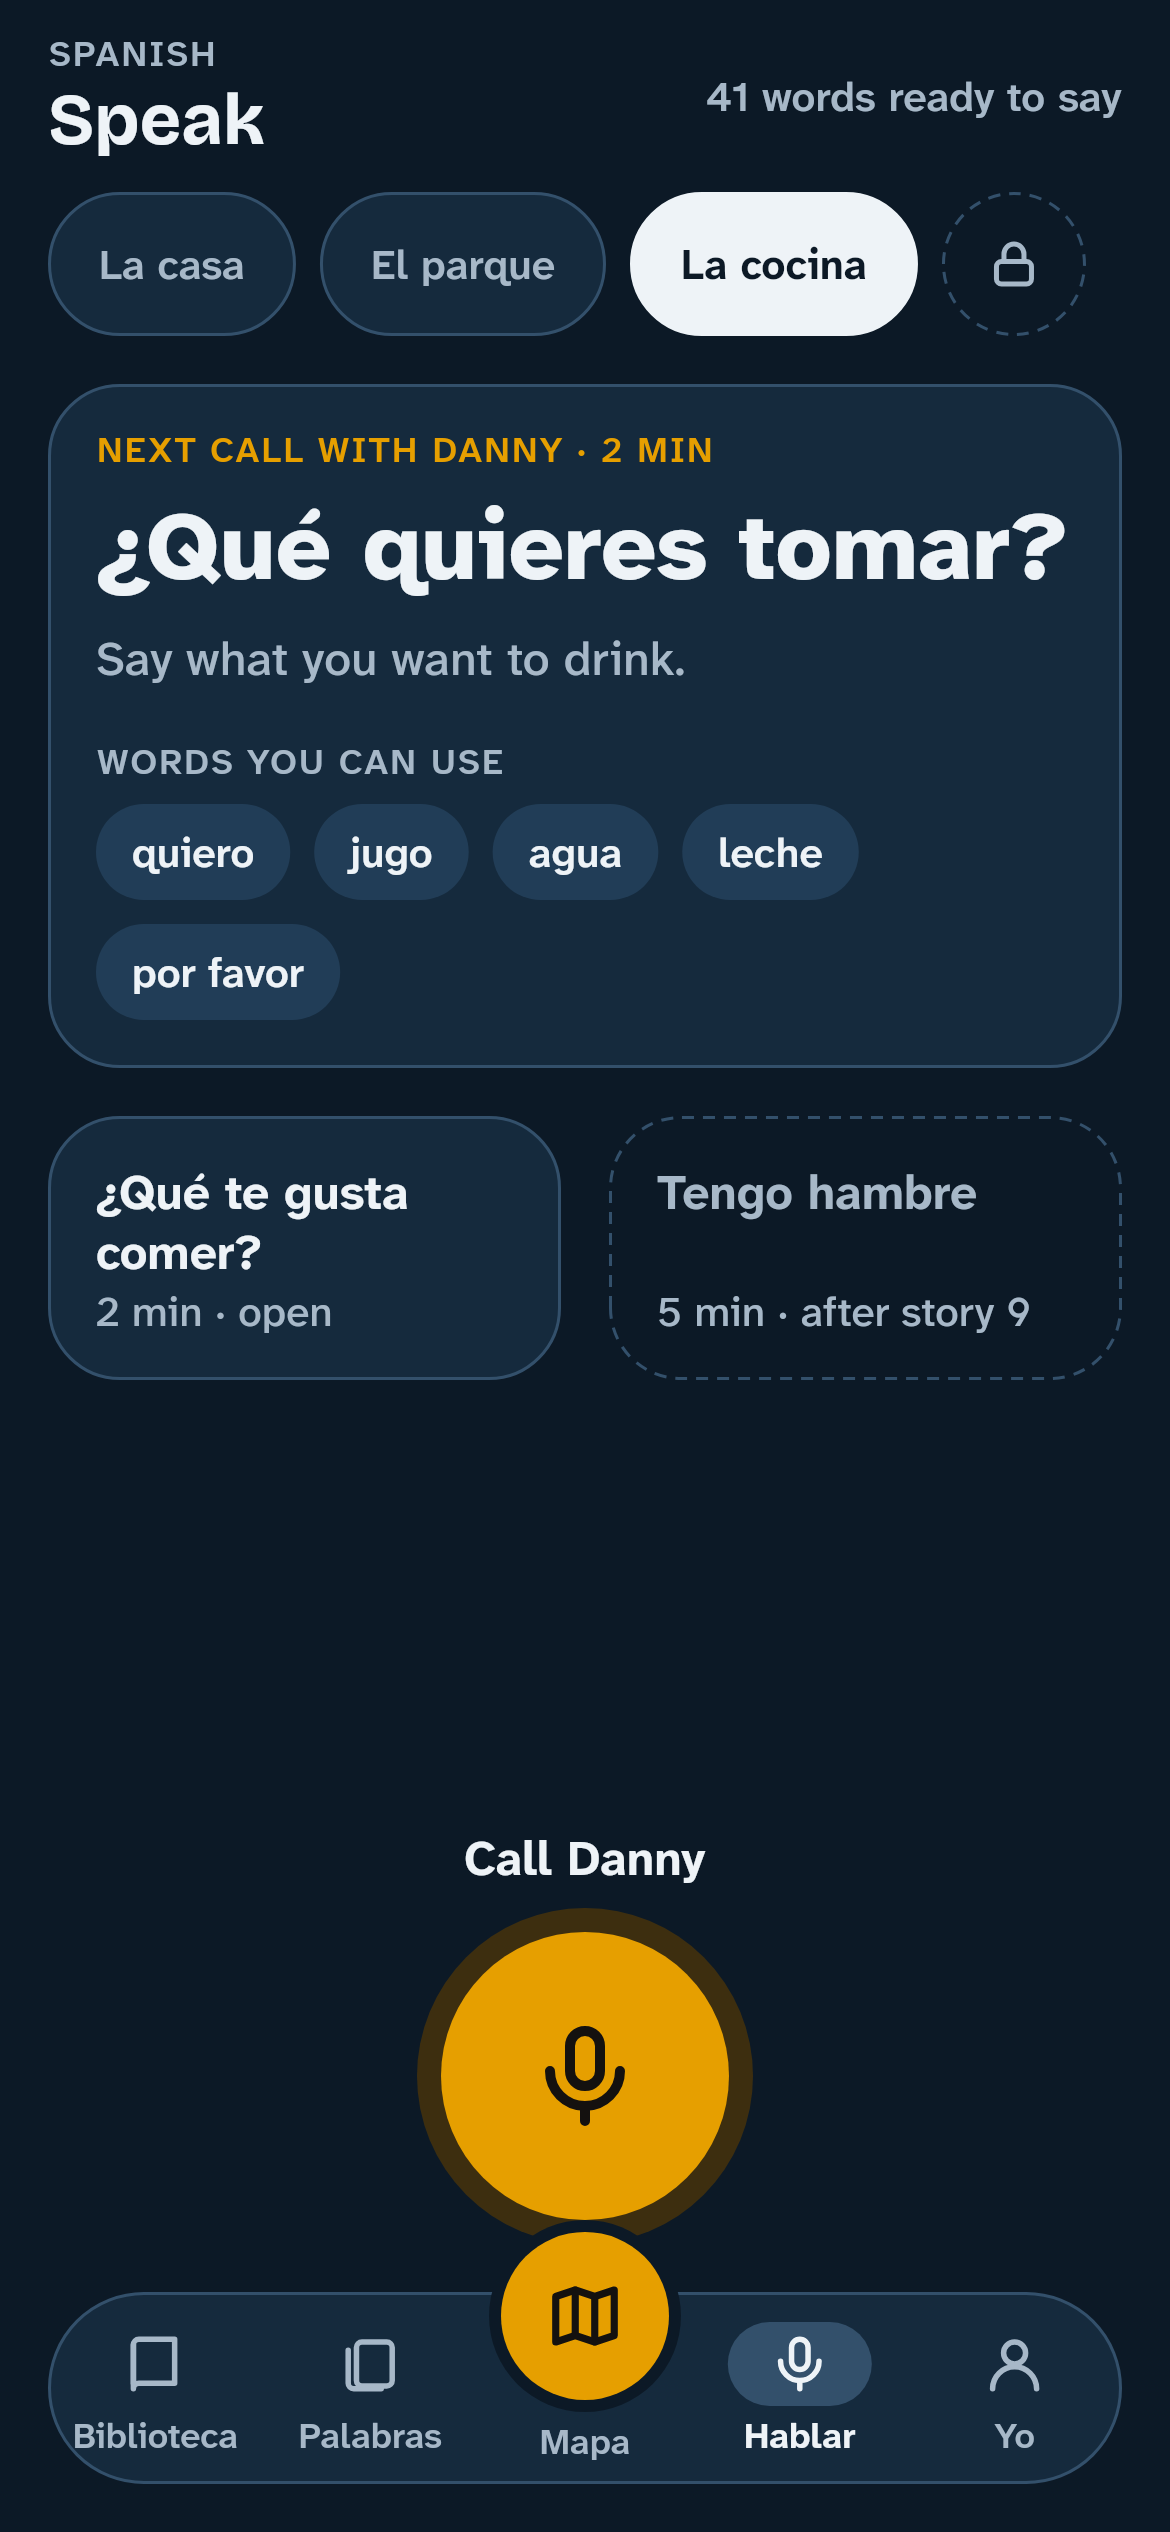 SPANISH
Speak
41 words ready to say
La casa
El parque
La cocina
NEXT CALL WITH DANNY · 2 MIN
¿Qué quieres tomar?
Say what you want to drink.
WORDS YOU CAN USE
quiero
jugo
agua
leche
por favor
¿Qué te gusta
comer?
2 min · open
Tengo hambre
5 min · after story 9
Call Danny
Biblioteca
Palabras
Mapa
Hablar
Yo